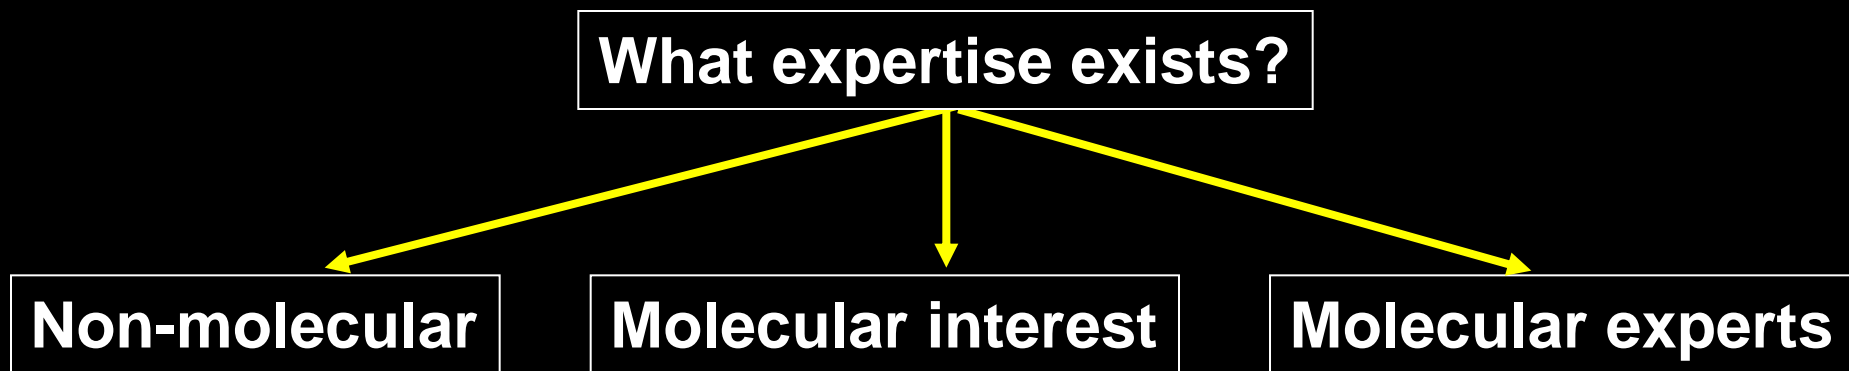 What expertise exists?
Non-molecular
Molecular interest
Molecular experts